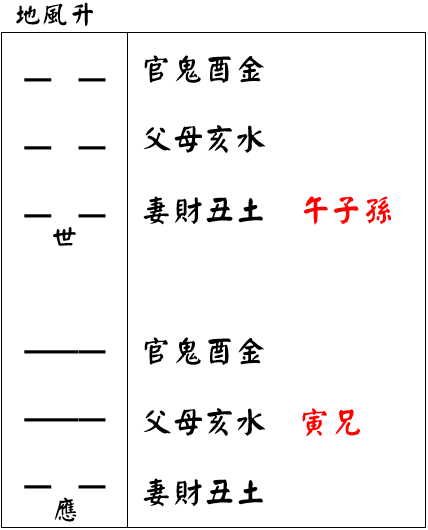 地風升
官鬼酉金
父母亥水
妻財丑土 午子孫
世
官鬼酉金
父母亥水 寅兄
妻財丑土
應